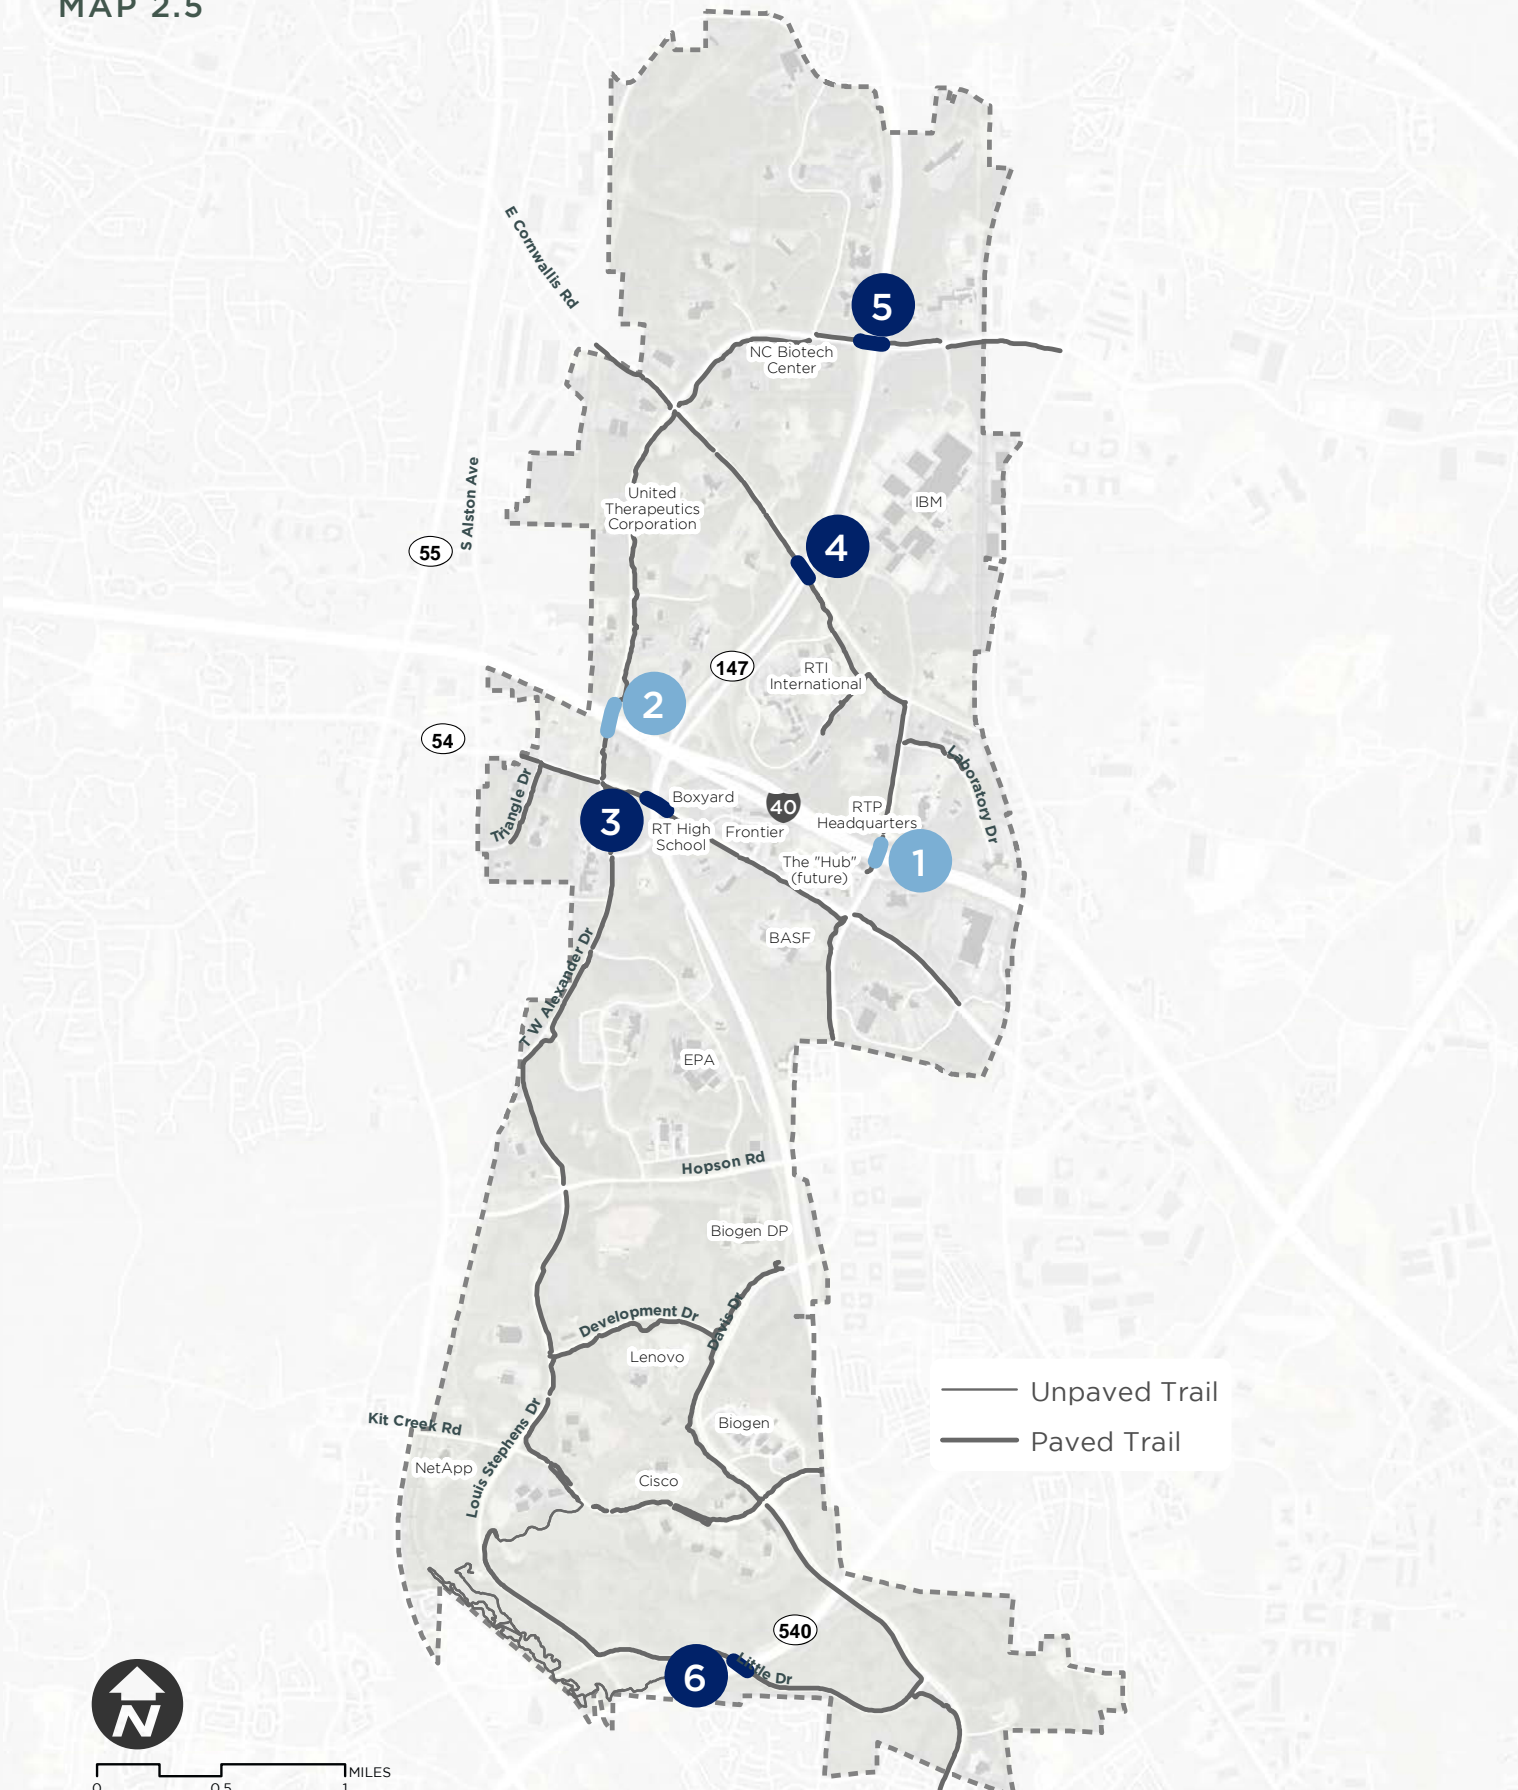 MAP 2.5
E Cornwallis Rd
5
NC Biotech
Center
S Alston Ave
United
Therapeutics
Corporation
IBM
55
4
147
RTI
International
2
54
Laboratory Dr
Triangle Dr
Boxyard
40
3
RT High
School
Frontier
RTP
Headquarters
The "Hub"
(future)
1
BASF
T W Alexander Dr
EPA
Hopson Rd
Biogen DP
Development Dr
Davis Dr
Lenovo
Unpaved Trail
Kit Creek Rd
Louis Stephens Dr
Biogen
Paved Trail
NetApp
Cisco
540
6
Little Dr
N
MILES
0 0.5 1